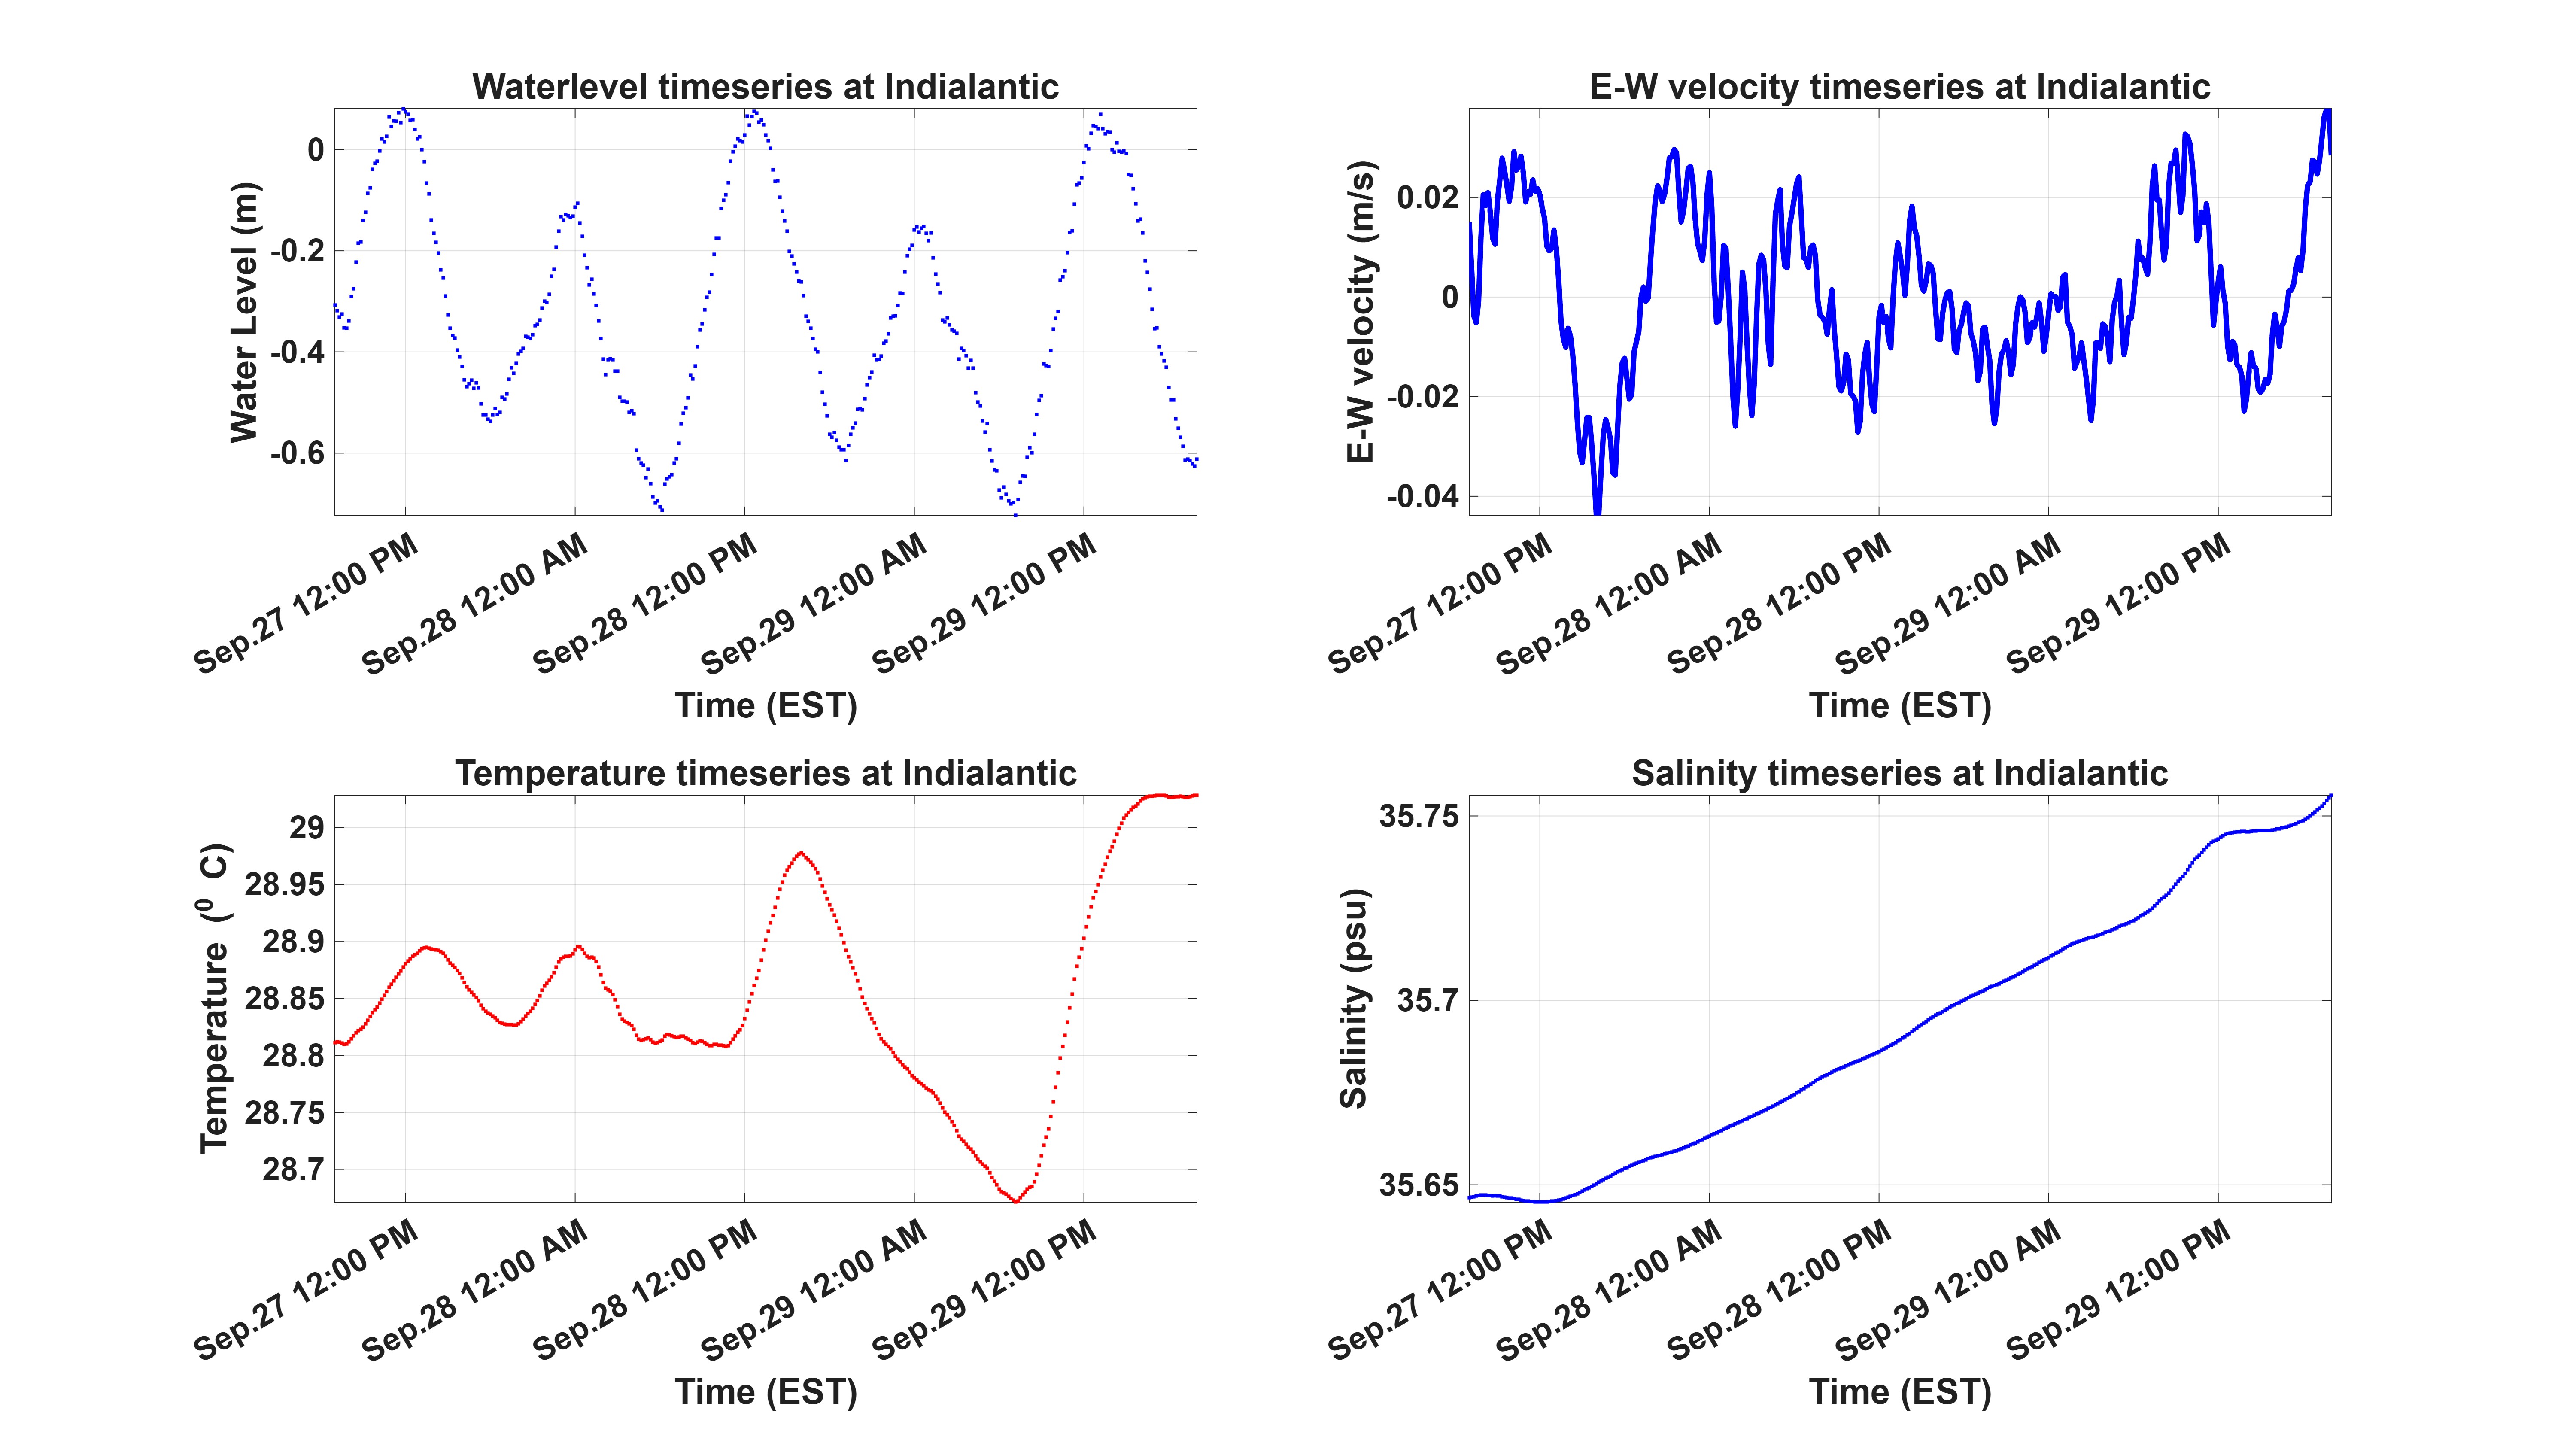 Waterlevel timeseries at Indialantic
Water Level (m)
0
-0.2
-0.4
-0.6
Sep.27 12:00 PM
Sep.28 12:00 AM
Sep.28 12:00 PM
Sep.29 12:00 AM
Sep.29 12:00 PM
Time (EST)
E-W velocity timeseries at Indialantic
E-W velocity (m/s)
0.02
0
-0.02
-0.04
Sep.27 12:00 PM
Sep.28 12:00 AM
Sep.28 12:00 PM
Sep.29 12:00 AM
Sep.29 12:00 PM
Time (EST)
Temperature timeseries at Indialantic
Temperature (⁰ C)
29
28.95
28.9
28.85
28.8
28.75
28.7
Sep.27 12:00 PM
Sep.28 12:00 AM
Sep.28 12:00 PM
Sep.29 12:00 AM
Sep.29 12:00 PM
Time (EST)
Salinity timeseries at Indialantic
Salinity (psu)
35.75
35.7
35.65
Sep.27 12:00 PM
Sep.28 12:00 AM
Sep.28 12:00 PM
Sep.29 12:00 AM
Sep.29 12:00 PM
Time (EST)